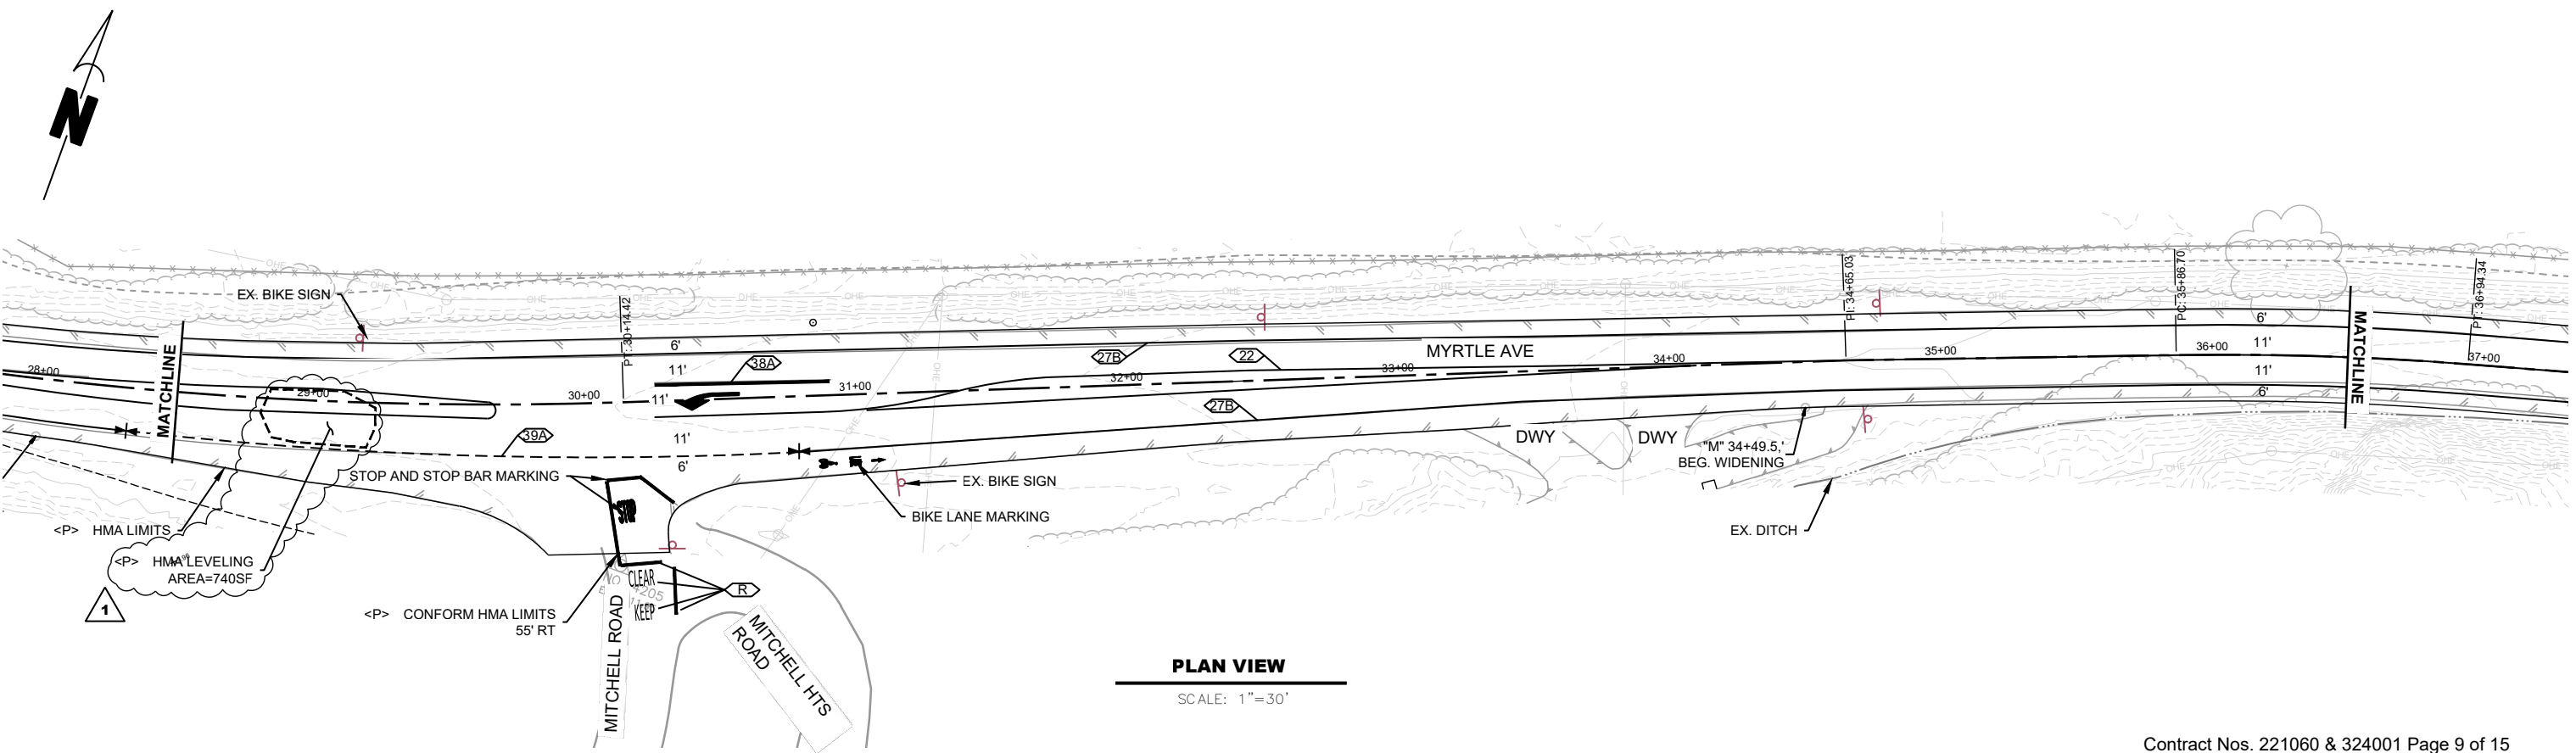 N
EX. BIKE SIGN
MATCHLINE
28+00
29+00
30+00
PT: 30+14.42
6'
11'
38A
11'
31+00
11'
6'
39A
27B
22
MYRTLE AVE
32+00
33+00
34+00
27B
PI: 34+65.03
35+00
PC: 35+86.70
36+00
6'
11'
11'
6'
MATCHLINE
PT: 36+94.34
37+00
OHE
DWY
DWY
"M" 34+49.5,'
BEG. WIDENING
EX. DITCH
STOP AND STOP BAR MARKING
STOP
EX. BIKE SIGN
BIKE LANE MARKING
<P> HMA LIMITS
<P> HMA LEVELING
AREA=740SF
1
<P> CONFORM HMA LIMITS
55' RT
CLEAR
KEEP
R
MITCHELL ROAD
MITCHELL HTS
ROAD
PLAN VIEW
SCALE: 1"=30'
Contract Nos. 221060 & 324001 Page 9 of 15